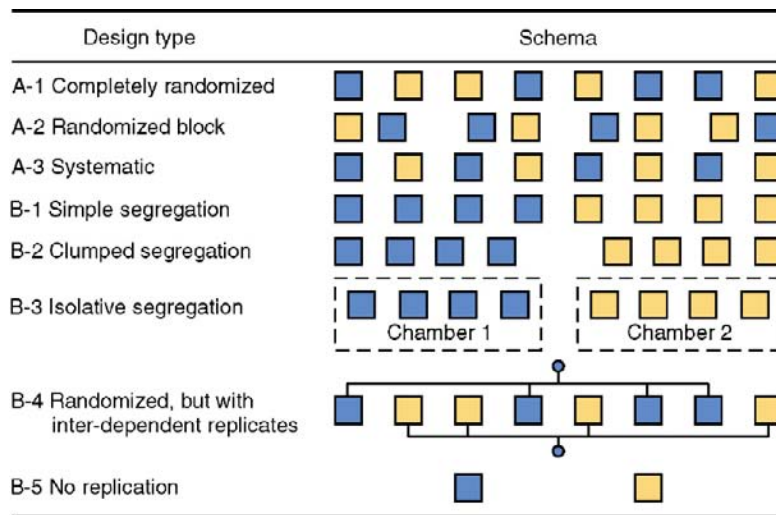 Design type Schema
A-1 Completely randomized
A-2 Randomized block
A-3 Systematic
B-1 Simple segregation
B-2 Clumped segregation
B-3 Isolative segregation
Chamber 1 Chamber 2
B-4 Randomized, but with
inter-dependent replicates
B-5 No replication